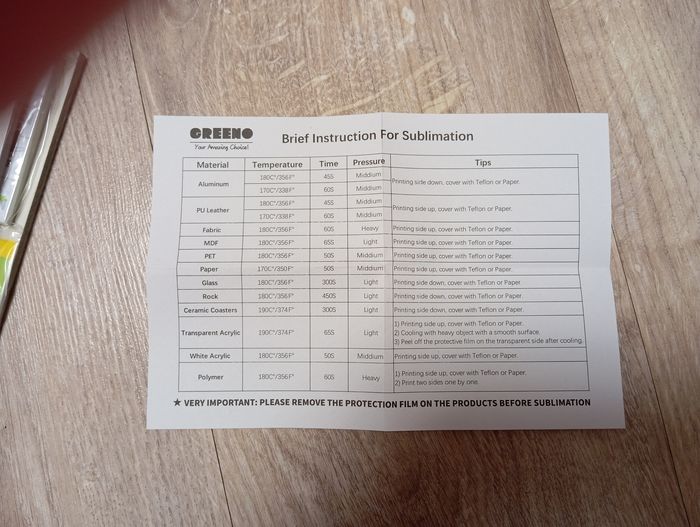 GREENO
Your Amazing Choice!
Brief Instruction For Sublimation
Material Temperature Time Pressure Tips
Aluminum 180C°/356F° 45S Middium Printing side down, cover with Teflon or Paper.
170C°/338F° 60S Middium
PU Leather 180C°/356F° 45S Middium Printing side up, cover with Teflon or Paper.
170C°/338F° 60S Middium
Fabric 180C°/356F° 60S Heavy Printing side up, cover with Teflon or Paper.
MDF 180C°/356F° 65S Light Printing side up, cover with Teflon or Paper.
PET 180C°/356F° 50S Middium Printing side up, cover with Teflon or Paper.
Paper 170C°/350F° 50S Middium Printing side up, cover with Teflon or Paper.
Glass 180C°/356F° 300S Light Printing side down, cover with Teflon or Paper.
Rock 180C°/356F° 450S Light Printing side down, cover with Teflon or Paper.
Ceramic Coasters 190C°/374F° 300S Light Printing side down, cover with Teflon or Paper.
Transparent Acrylic 190C°/374F° 65S Light 1) Printing side up, cover with Teflon or Paper.
2) Cooling with heavy object with a smooth surface.
3) Peel off the protective film on the transparent side after cooling.
White Acrylic 180C°/356F° 50S Middium Printing side up, cover with Teflon or Paper.
Polymer 180C°/356F° 60S Heavy 1) Printing side up, cover with Teflon or Paper.
2) Print two sides one by one.
★ VERY IMPORTANT: PLEASE REMOVE THE PROTECTION FILM ON THE PRODUCTS BEFORE SUBLIMATION